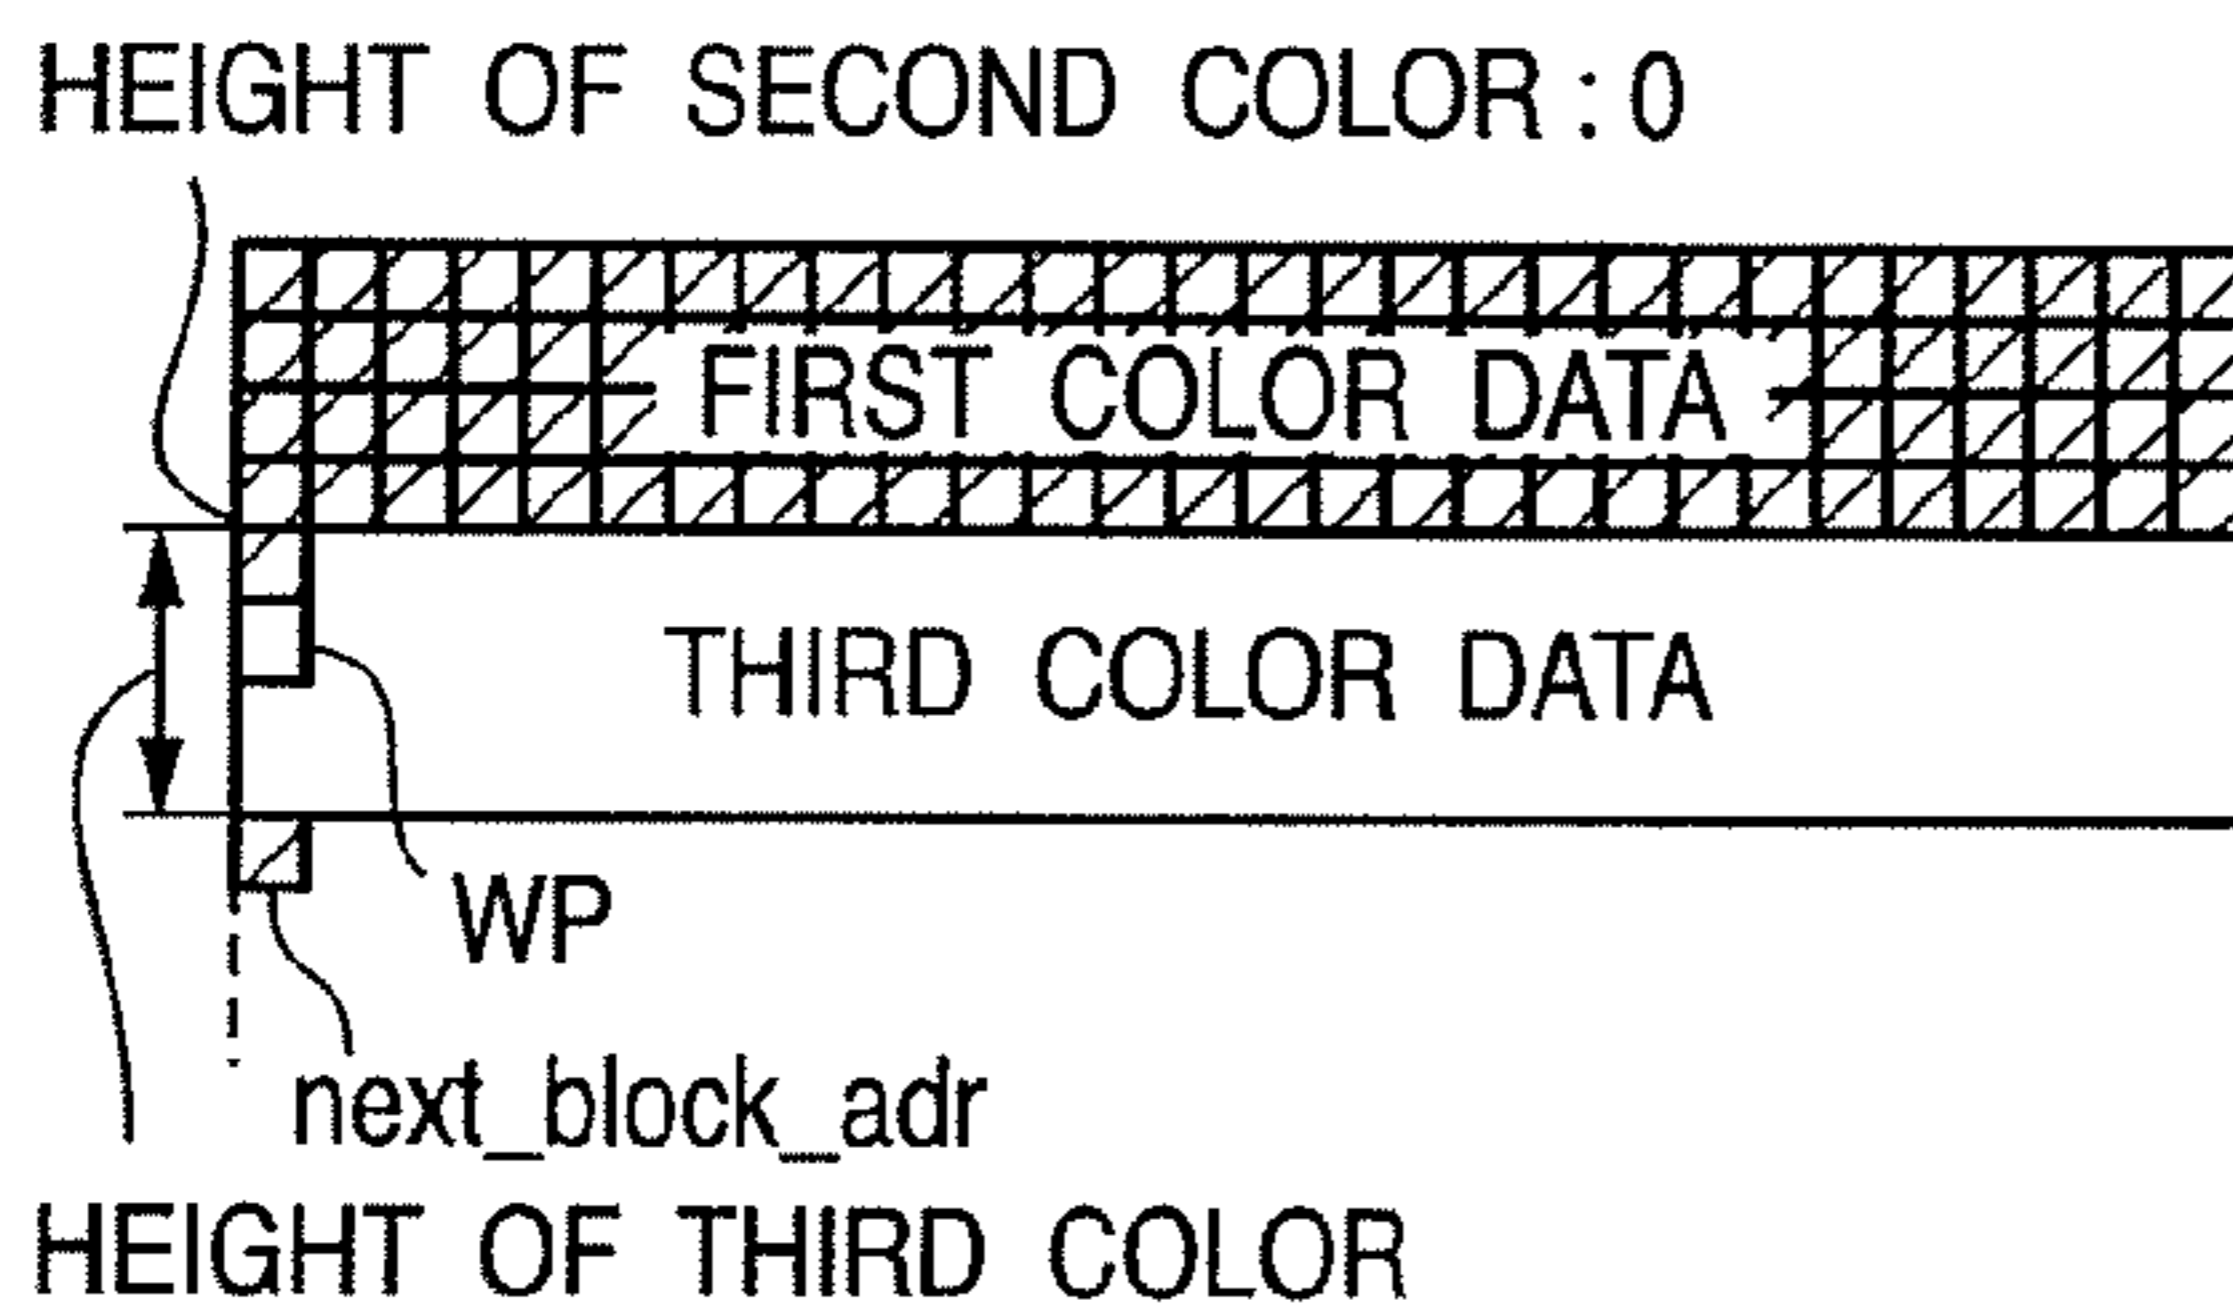 HEIGHT OF SECOND COLOR : 0
FIRST COLOR DATA
THIRD COLOR DATA
WP
next_block_adr
HEIGHT OF THIRD COLOR